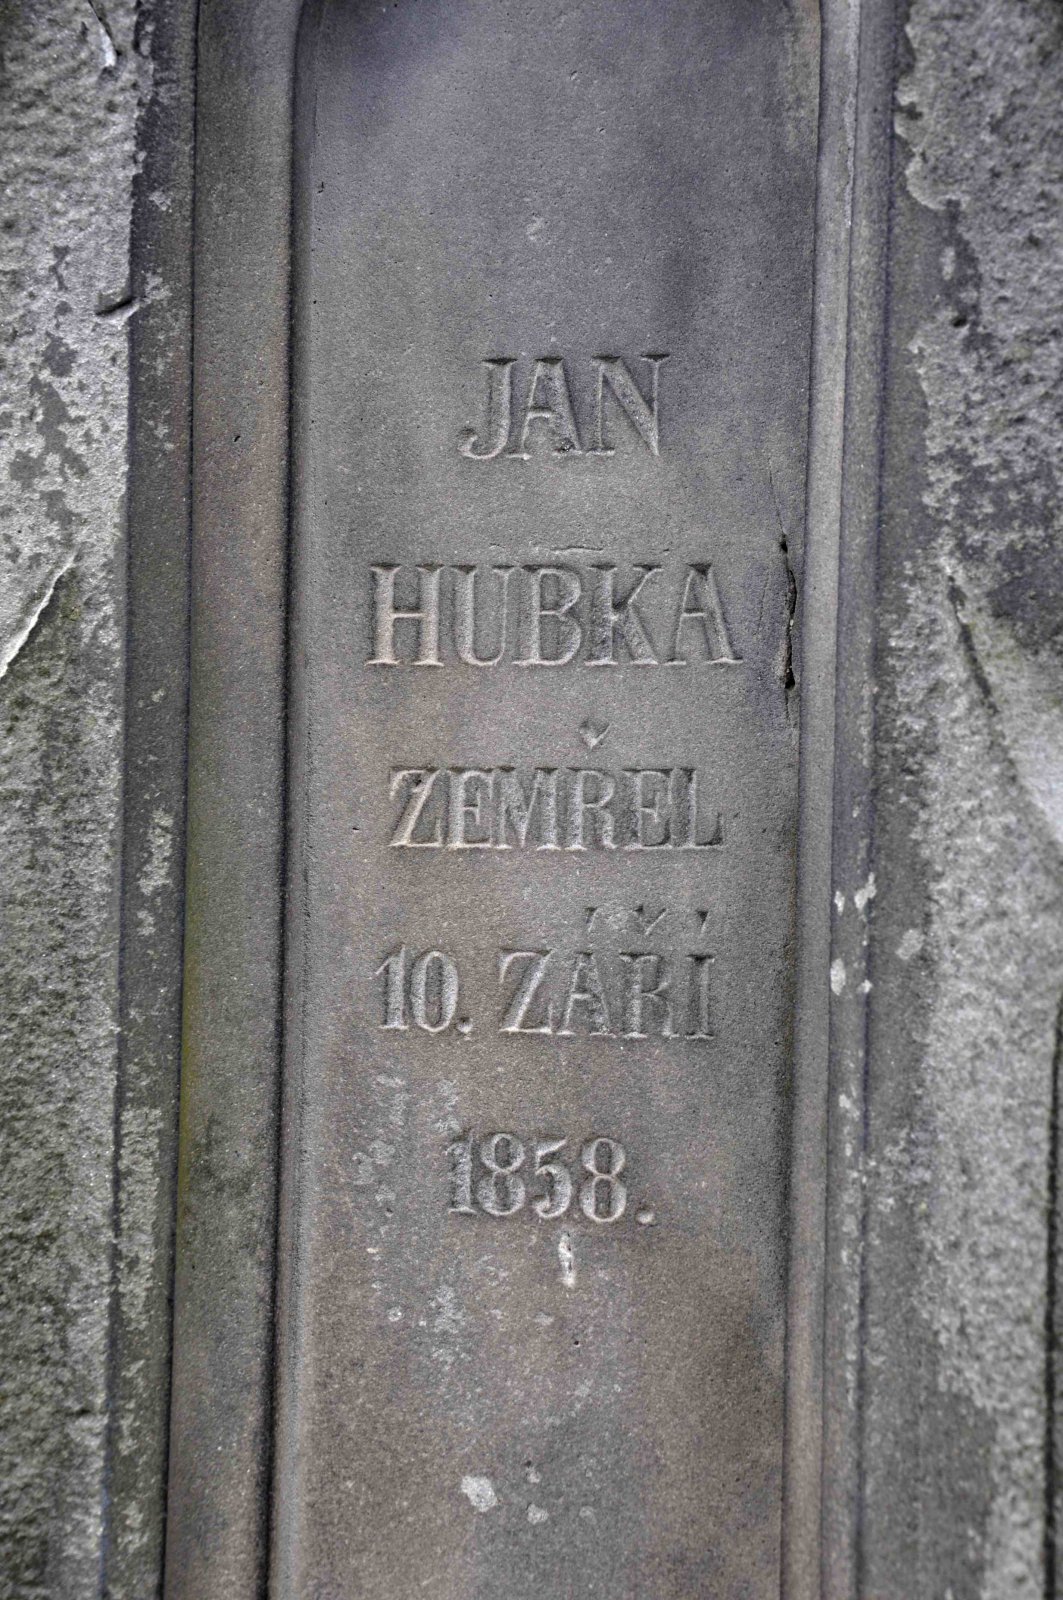 JAN
HUBKA
ZEMŘEL
10. ZÁŘÍ
1858.